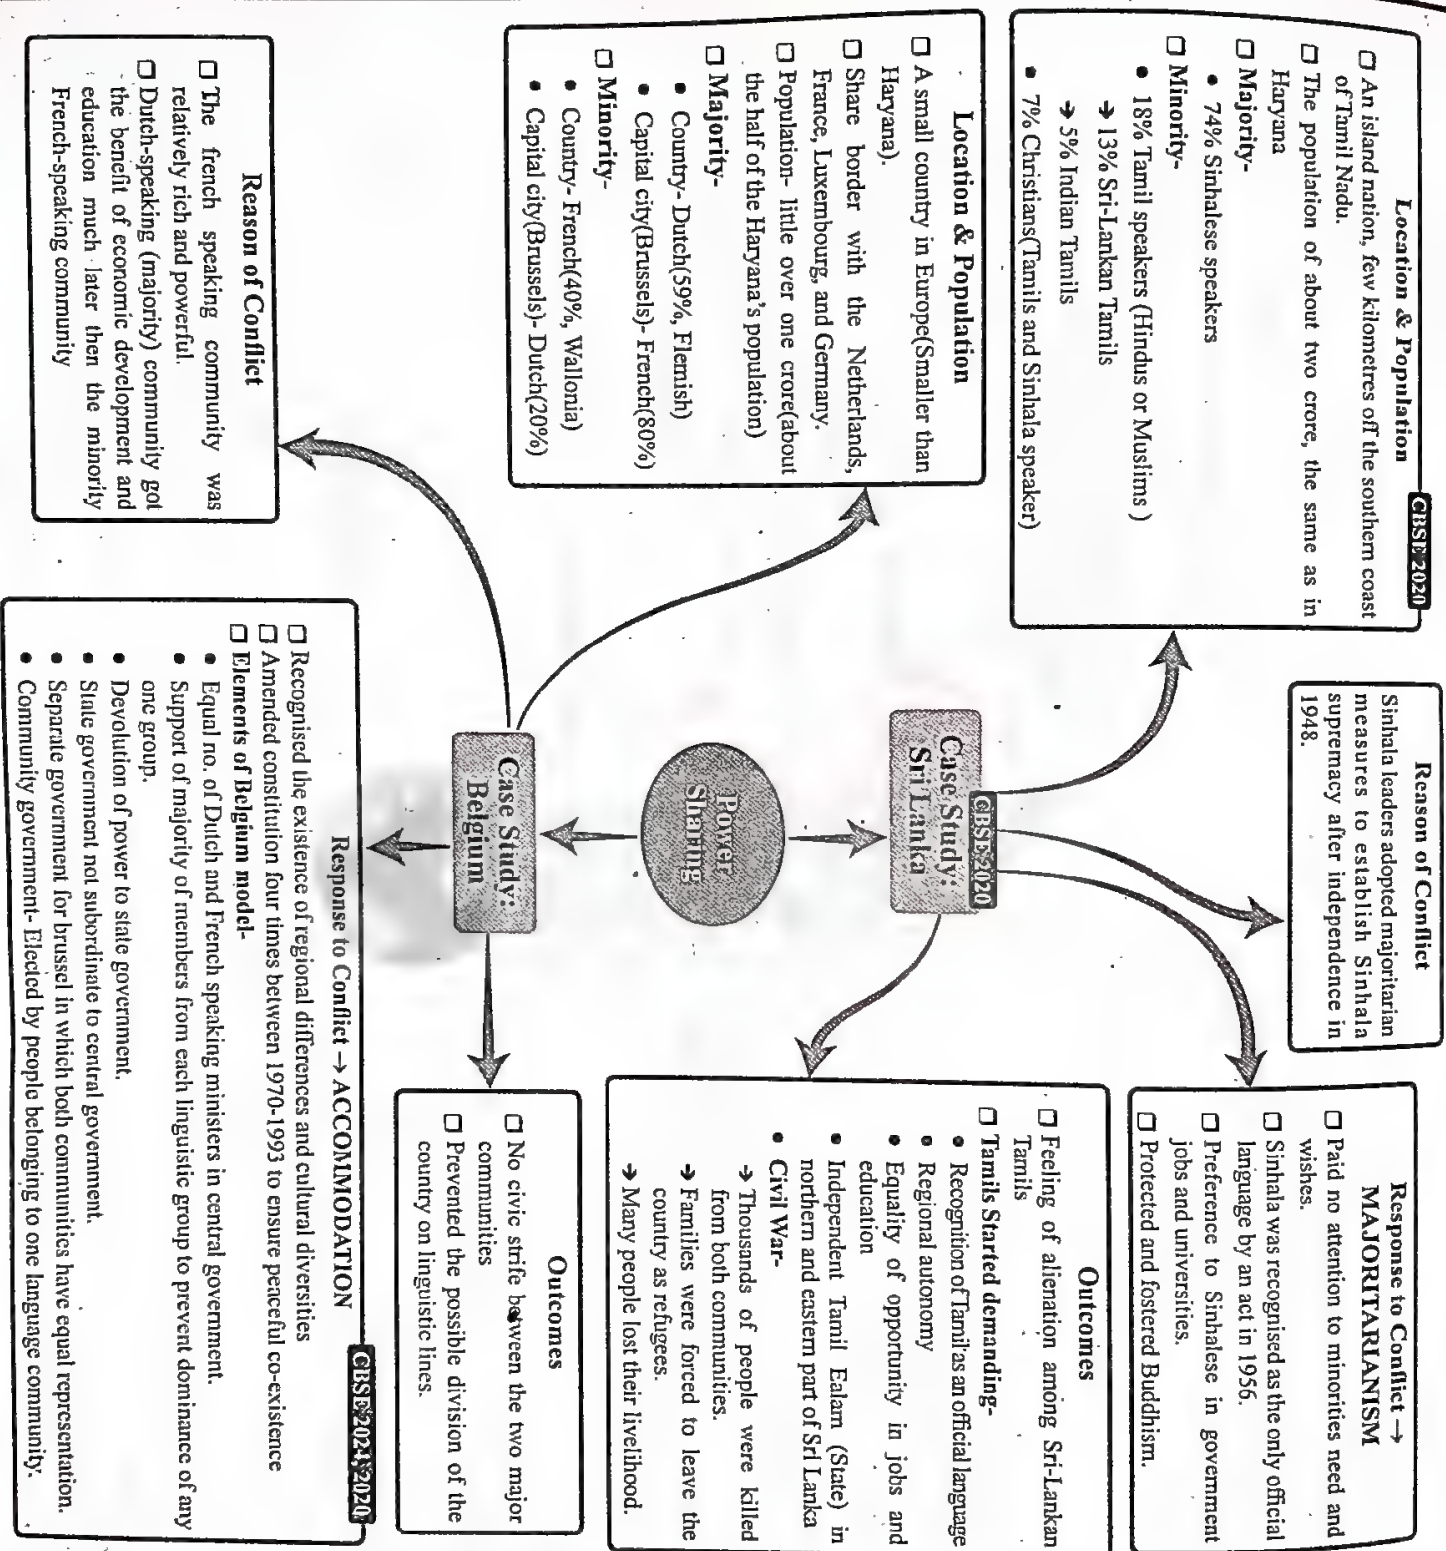 Location & Population
CBSE 2020
☐ An island nation, few kilometres off the southern coast
of Tamil Nadu.
☐ The population of about two crore, the same as in
Haryana
☐ Majority-
• 74% Sinhalese speakers
☐ Minority-
• 18% Tamil speakers (Hindus or Muslims )
→ 13% Sri-Lankan Tamils
→ 5% Indian Tamils
• 7% Christians(Tamils and Sinhala speaker)
Reason of Conflict
Sinhala leaders adopted majoritarian
measures to establish Sinhala
supremacy after independence in
1948.
Response to Conflict →
MAJORITARIANISM
☐ Paid no attention to minorities need and
wishes.
☐ Sinhala was recognised as the only official
language by an act in 1956.
☐ Preference to Sinhalese in government
jobs and universities.
☐ Protected and fostered Buddhism.
CBSE 2020
Case Study:
Sri Lanka
Outcomes
☐ Feeling of alienation among Sri-Lankan
Tamils
☐ Tamils Started demanding-
• Recognition of Tamil as an official language
• Regional autonomy
• Equality of opportunity in jobs and
education
• Independent Tamil Ealam (State) in
northern and eastern part of Sri Lanka
• Civil War-
→ Thousands of people were killed
from both communities.
→ Families were forced to leave the
country as refugees.
→ Many people lost their livelihood.
Power
Sharing
Location & Population
☐ A small country in Europe(Smaller than
Haryana).
☐ Share border with the Netherlands,
France, Luxembourg, and Germany.
☐ Population- little over one crore(about
the half of the Haryana's population)
☐ Majority-
• Country- Dutch(59%, Flemish)
• Capital city(Brussels)- French(80%)
☐ Minority-
• Country- French(40%, Wallonia)
• Capital city(Brussels)- Dutch(20%)
Case Study:
Belgium
Outcomes
☐ No civic strife between the two major
communities
☐ Prevented the possible division of the
country on linguistic lines.
Reason of Conflict
☐ The french speaking community was
relatively rich and powerful.
☐ Dutch-speaking (majority) community got
the benefit of economic development and
education much later then the minority
French-speaking community
Response to Conflict → ACCOMMODATION
CBSE 2024, 2020
☐ Recognised the existence of regional differences and cultural diversities
☐ Amended constitution four times between 1970-1993 to ensure peaceful co-existence
☐ Elements of Belgium model-
• Equal no. of Dutch and French speaking ministers in central government.
• Support of majority of members from each linguistic group to prevent dominance of any
one group.
• Devolution of power to state government.
• State government not subordinate to central government.
• Separate government for brussel in which both communities have equal representation.
• Community government- Elected by people belonging to one language community.